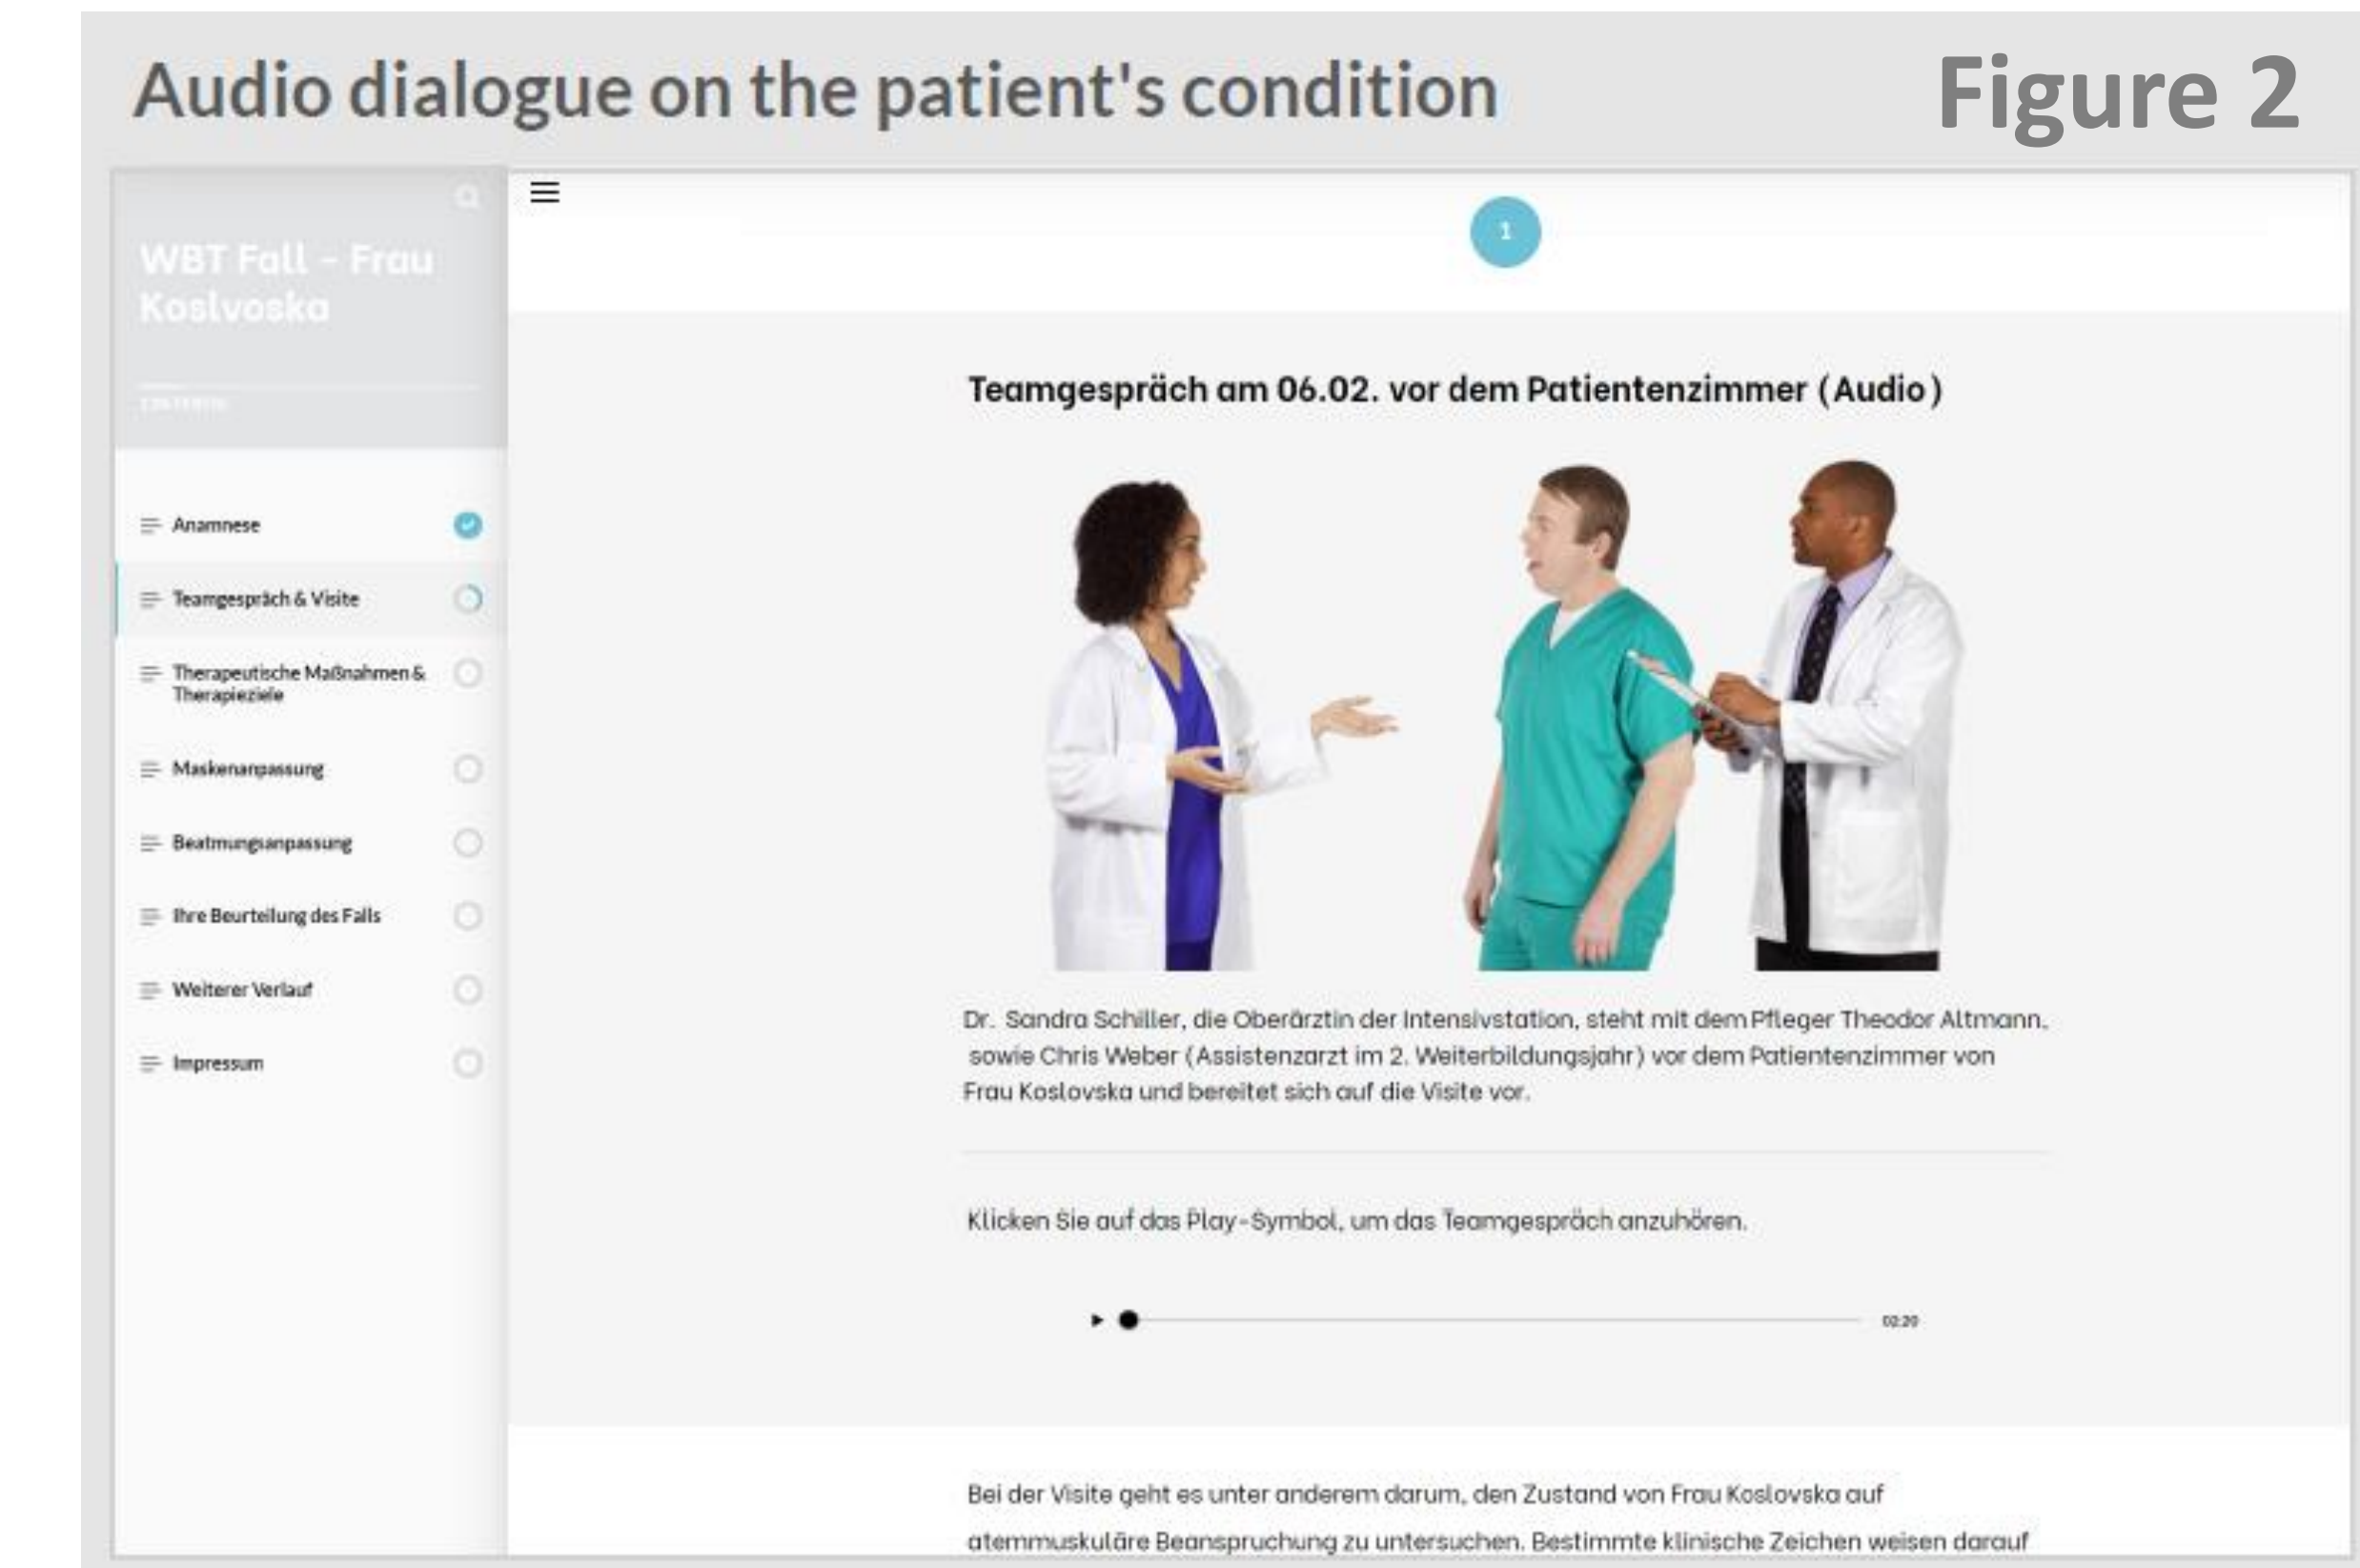 Audio dialogue on the patient's condition
Figure 2
WBT Fall – Frau
Koslvoska
CONTENTS
Anamnese
Teamgespräch & Visite
Therapeutische Maßnahmen &
Therapieziele
Maskenanpassung
Beatmungsanpassung
Ihre Beurteilung des Falls
Weiterer Verlauf
Impressum
1
Teamgespräch am 06.02. vor dem Patientenzimmer (Audio)
Dr. Sandra Schiller, die Oberärztin der Intensivstation, steht mit dem Pfleger Theodor Altmann,
sowie Chris Weber (Assistenzarzt im 2. Weiterbildungsjahr) vor dem Patientenzimmer von
Frau Koslovska und bereitet sich auf die Visite vor.
Klicken Sie auf das Play-Symbol, um das Teamgespräch anzuhören.
02:20
Bei der Visite geht es unter anderem darum, den Zustand von Frau Koslovska auf
atemmuskuläre Beanspruchung zu untersuchen. Bestimmte klinische Zeichen weisen darauf